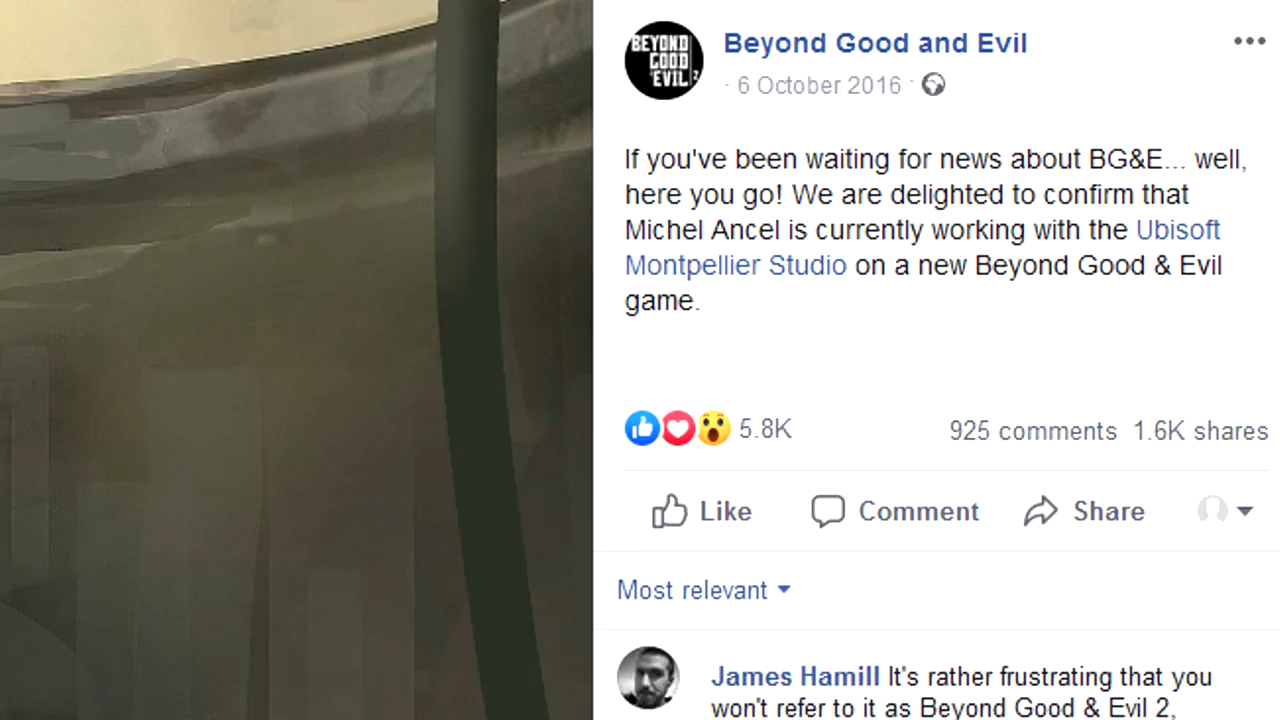 BEYOND
GOOD
EVIL 2
Beyond Good and Evil
· 6 October 2016 ·
If you've been waiting for news about BG&E... well,
here you go! We are delighted to confirm that
Michel Ancel is currently working with the Ubisoft
Montpellier Studio on a new Beyond Good & Evil
game.
5.8K 925 comments 1.6K shares
Like Comment Share
Most relevant
James Hamill It's rather frustrating that you
won't refer to it as Beyond Good & Evil 2,